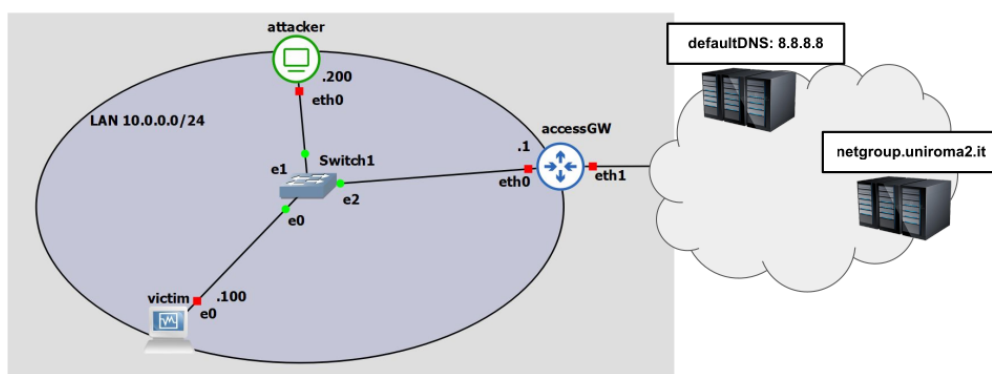 attacker
.200
eth0
LAN 10.0.0.0/24
e1
Switch1
e2
e0
victim
.100
e0
accessGW
.1
eth0
eth1
defaultDNS: 8.8.8.8
netgroup.uniroma2.it